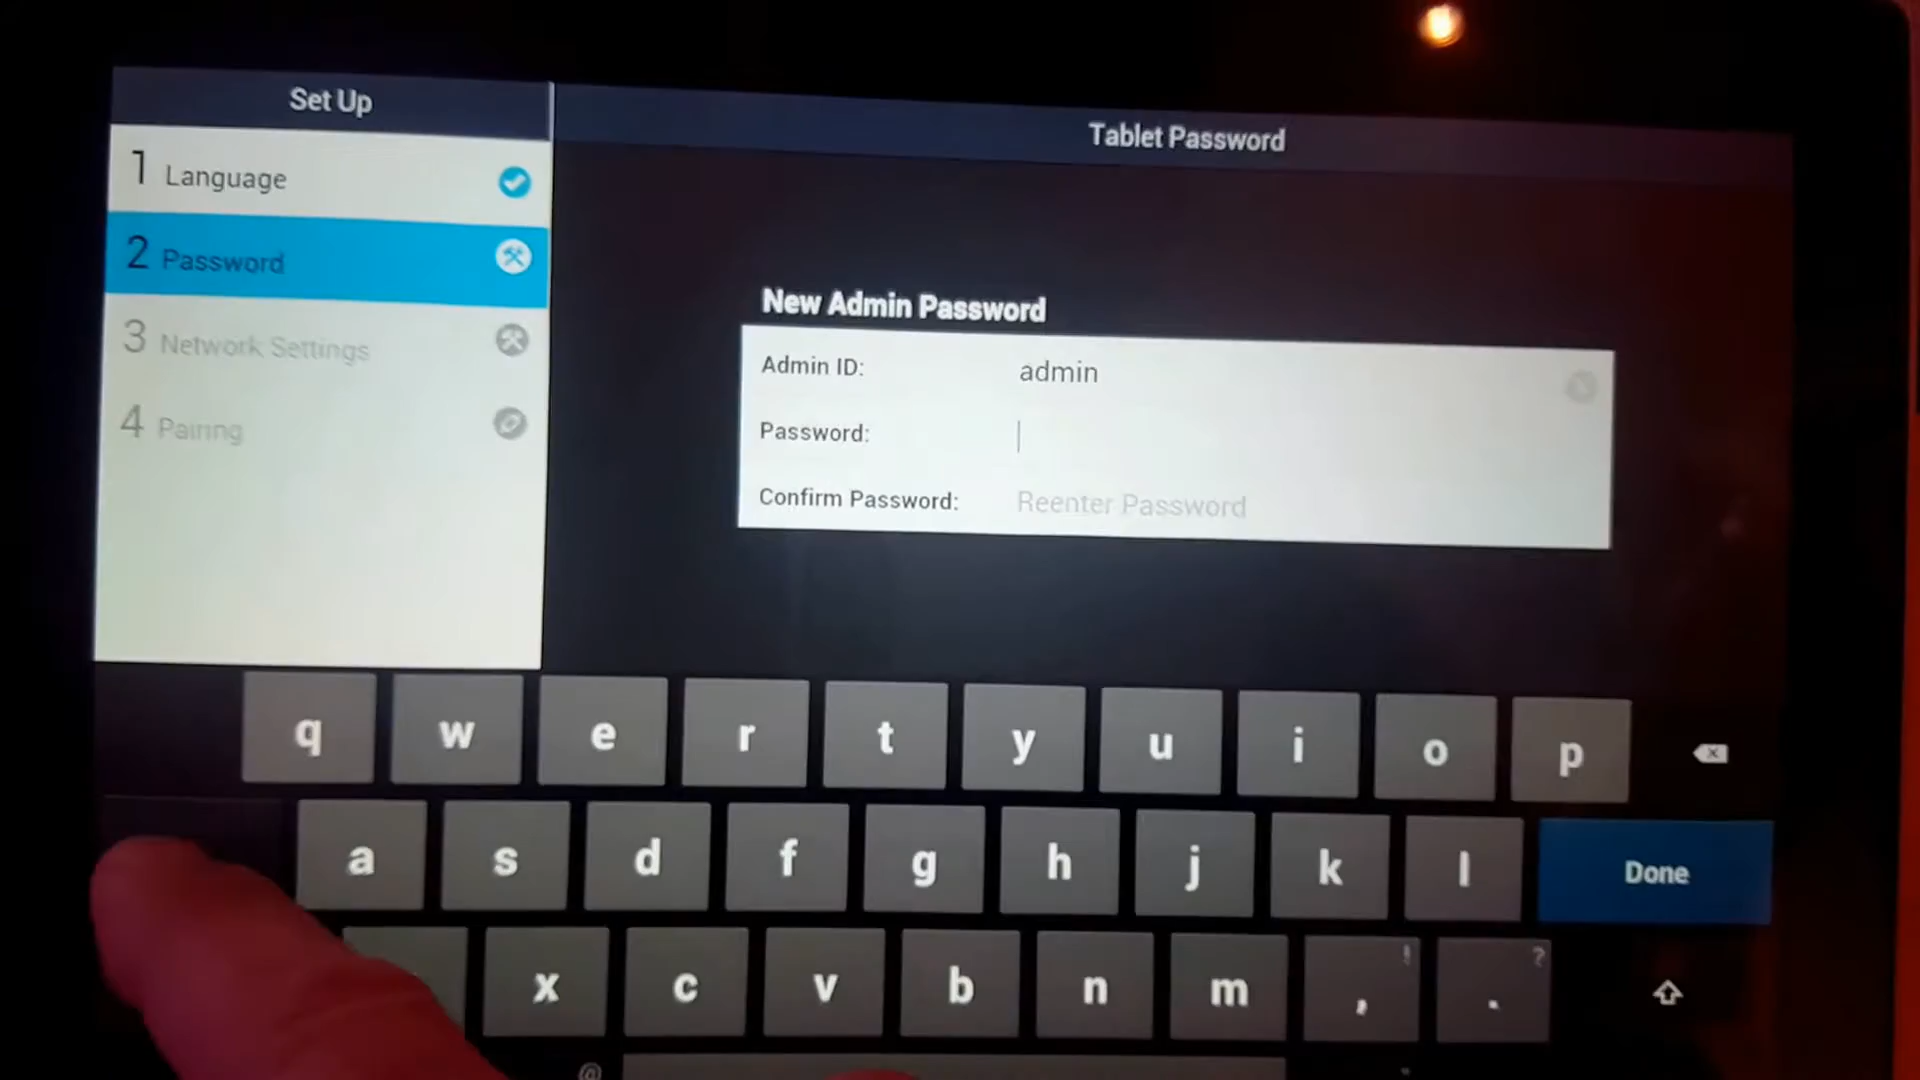 Set Up
Tablet Password
1 Language
2 Password
3 Network Settings
4 Pairing
New Admin Password
Admin ID: admin
Password:
Confirm Password: Reenter Password
q w e r t y u i o p
a s d f g h j k l Done
x c v b n m , ! . ?
@